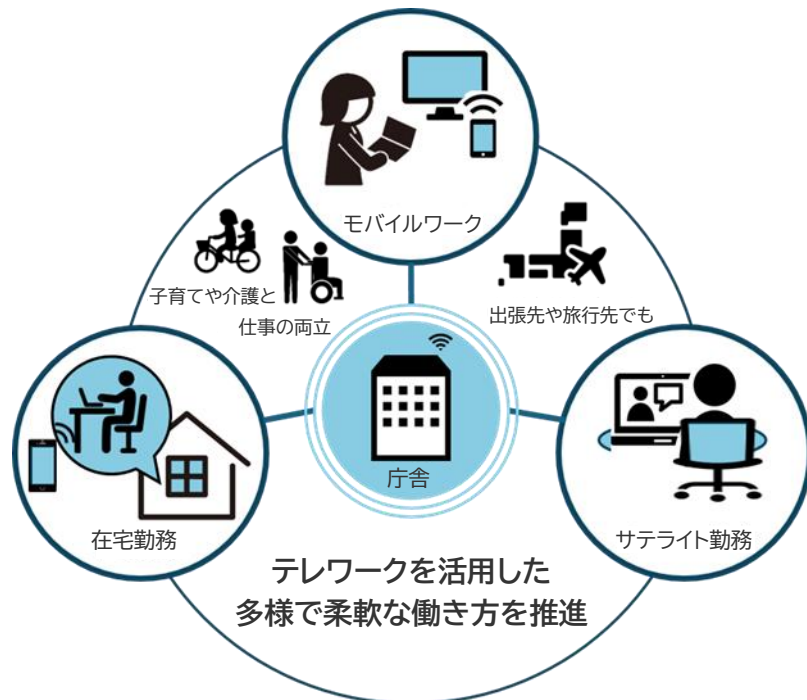 モバイルワーク
子育てや介護と
仕事の両立
出張先や旅行先でも
庁舎
在宅勤務
サテライト勤務
テレワークを活用した
多様で柔軟な働き方を推進